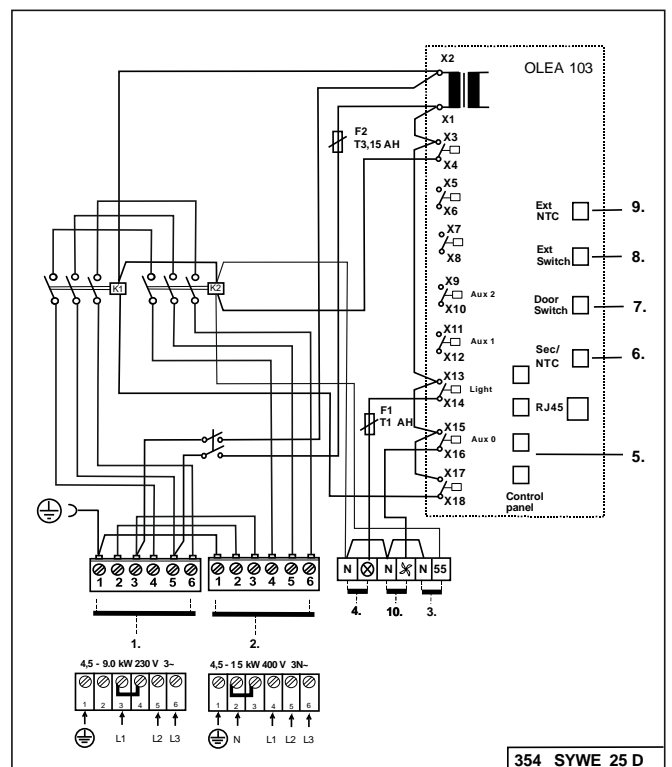 X2
OLEA 103
X1
F2
T3,15 AH
X3
X4
X5
X6
Ext
NTC
9.
X7
X8
Ext
Switch
8.
K1
K2
X9
Aux 2
X10
Door
Switch
7.
X11
Aux 1
X12
Sec/
NTC
6.
X13
Light
X14
RJ45
F1
T1 AH
X15
Aux 0
X16
5.
X17
X18
Control
panel
1 2 3 4 5 6
1 2 3 4 5 6
N N N 55
4. 10. 3.
1. 2.
4,5 - 9.0 kW 230 V 3~
1 2 3 4 5 6
L1 L2 L3
4,5 - 15 kW 400 V 3N~
1 2 3 4 5 6
N L1 L2 L3
354 SYWE 25 D